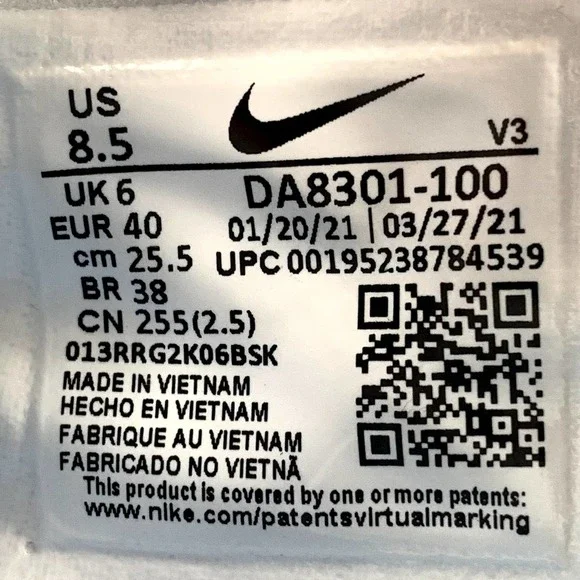 US
8.5
V3
UK 6
DA8301-100
EUR 40
01/20/21 | 03/27/21
cm 25.5
UPC 00195238784539
BR 38
CN 255(2.5)
013RRG2K06BSK
MADE IN VIETNAM
HECHO EN VIETNAM
FABRIQUE AU VIETNAM
FABRICADO NO VIETNÃ
This product is covered by one or more patents:
www.nike.com/patentsvirtualmarking